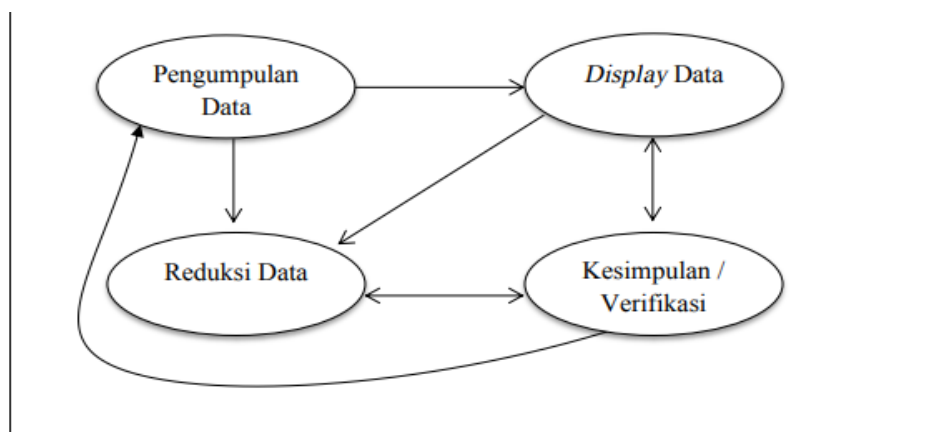 Pengumpulan
Data
Display Data
Reduksi Data
Kesimpulan /
Verifikasi